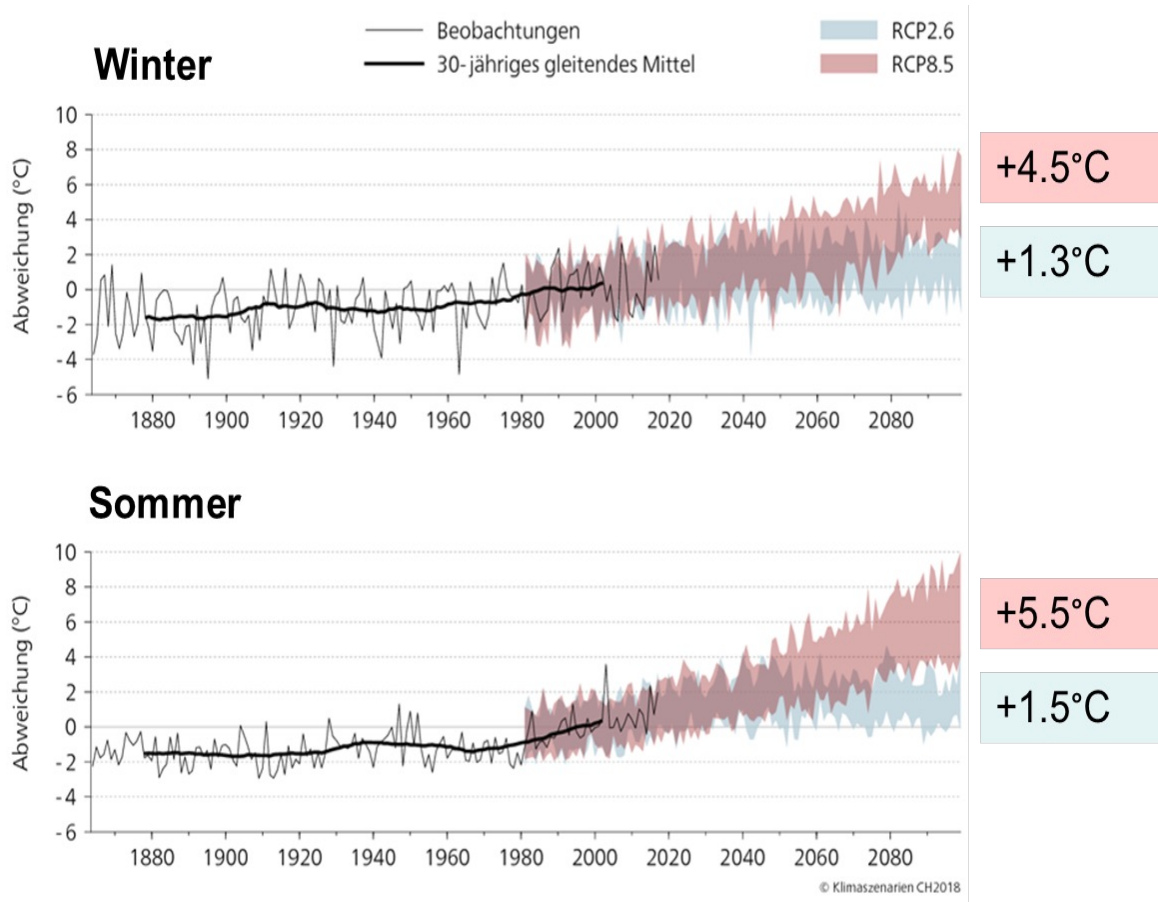 Beobachtungen
RCP2.6
Winter
30-jähriges gleitendes Mittel
RCP8.5
Abweichung (°C)
10
8
6
4
2
0
-2
-4
-6
1880 1900 1920 1940 1960 1980 2000 2020 2040 2060 2080
+4.5°C
+1.3°C
Sommer
Abweichung (°C)
10
8
6
4
2
0
-2
-4
-6
1880 1900 1920 1940 1960 1980 2000 2020 2040 2060 2080
+5.5°C
+1.5°C
© Klimaszenarien CH2018